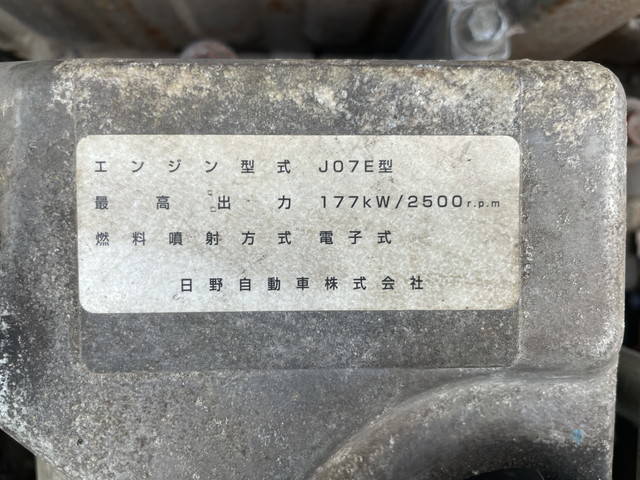 エンジン型式 J07E型
最高出力 177kW/2500r.p.m
燃料噴射方式 電子式
日野自動車株式会社